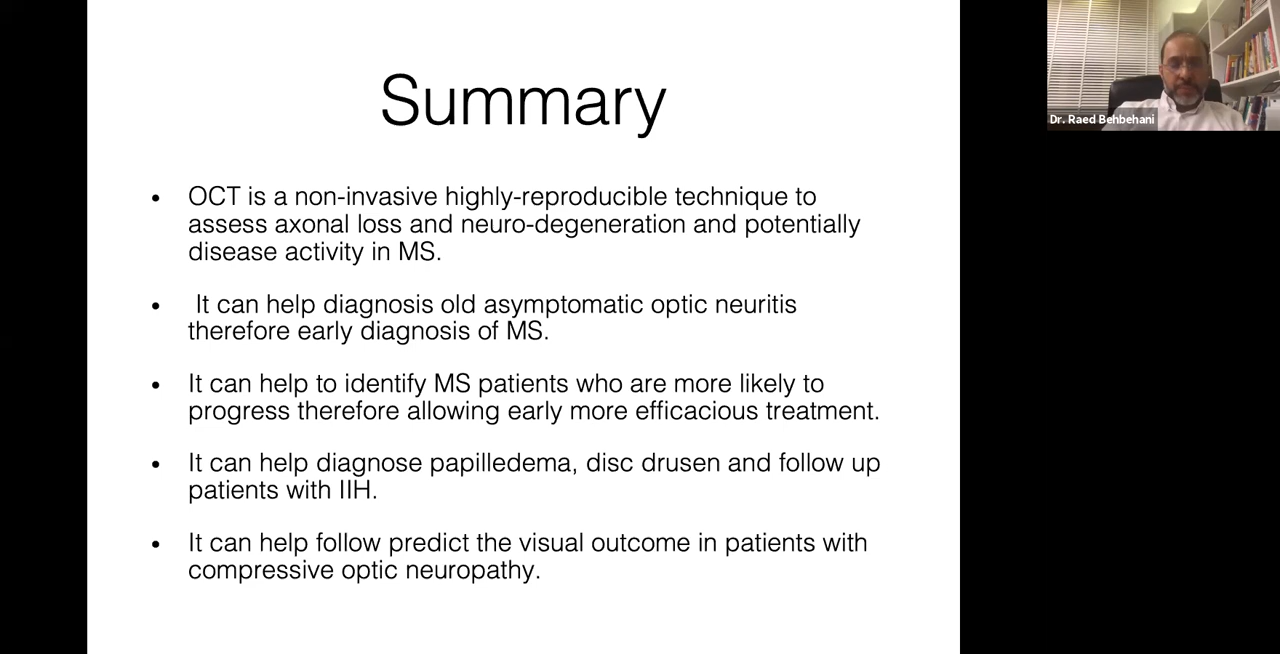 Summary
• OCT is a non-invasive highly-reproducible technique to
assess axonal loss and neuro-degeneration and potentially
disease activity in MS.
• It can help diagnosis old asymptomatic optic neuritis
therefore early diagnosis of MS.
• It can help to identify MS patients who are more likely to
progress therefore allowing early more efficacious treatment.
• It can help diagnose papilledema, disc drusen and follow up
patients with IIH.
• It can help follow predict the visual outcome in patients with
compressive optic neuropathy.
Dr. Raed Behbehani